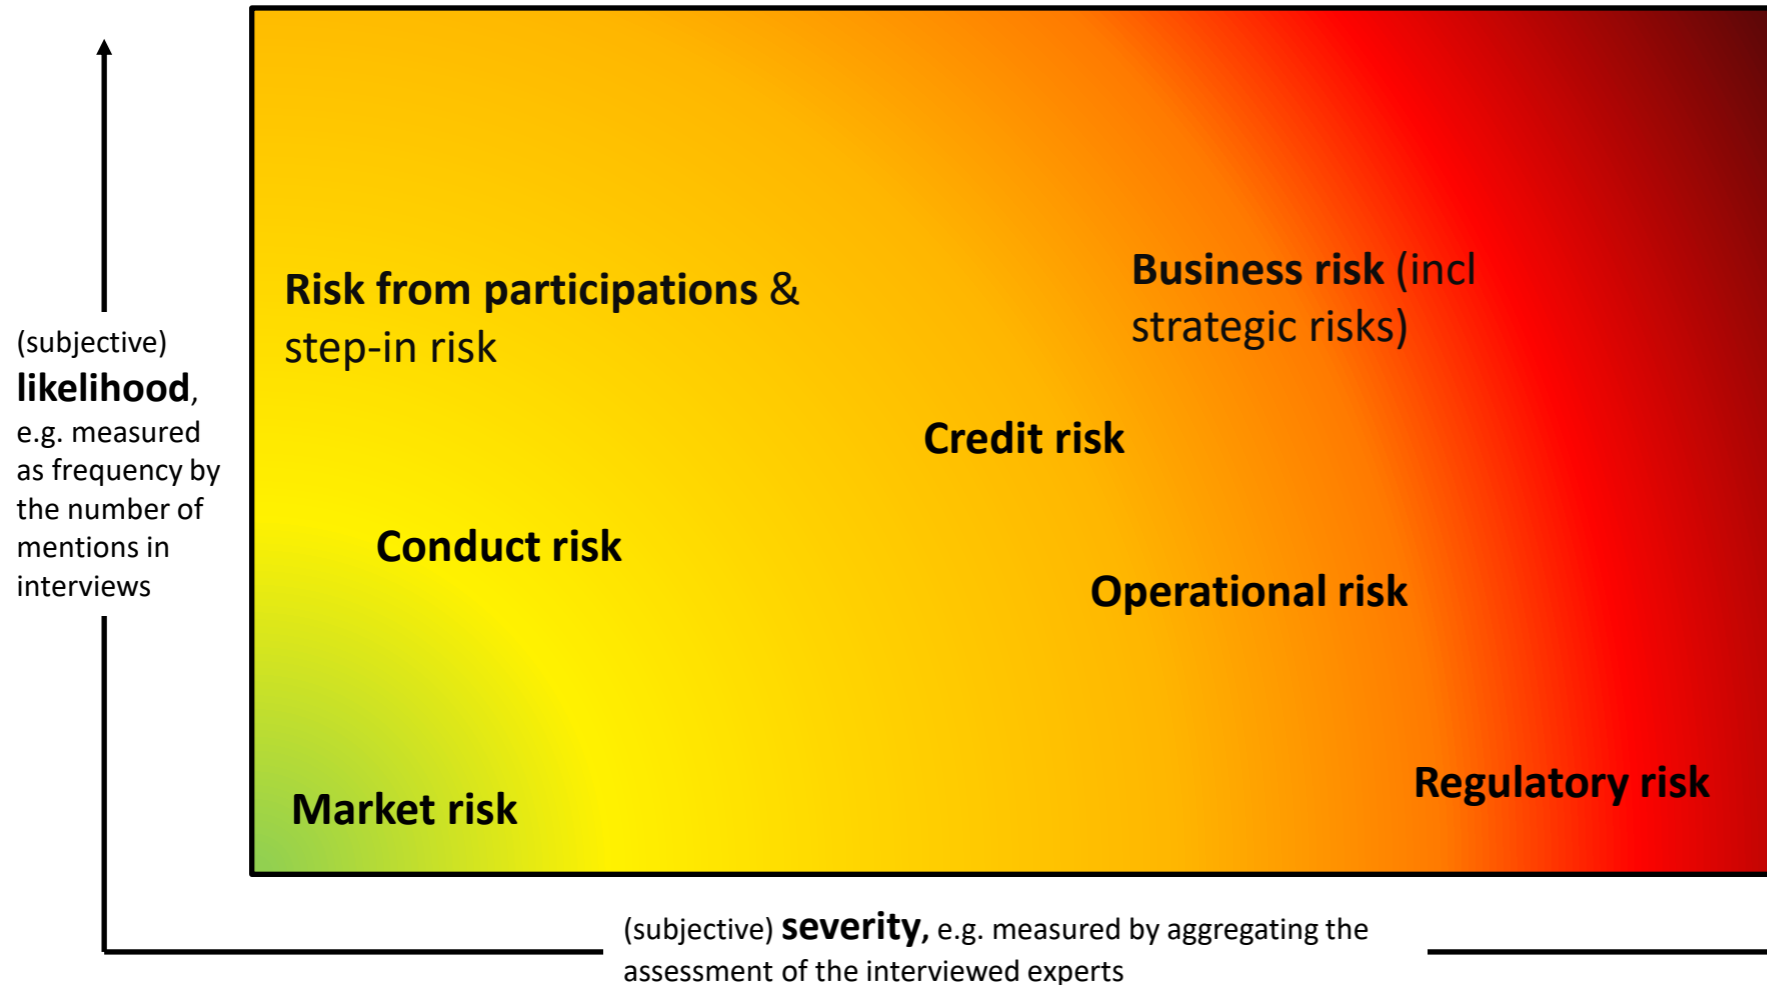 (subjective)
likelihood,
e.g. measured
as frequency by
the number of
mentions in
interviews
Risk from participations &
step-in risk
Business risk (incl
strategic risks)
Credit risk
Conduct risk
Operational risk
Market risk
Regulatory risk
(subjective) severity, e.g. measured by aggregating the
assessment of the interviewed experts